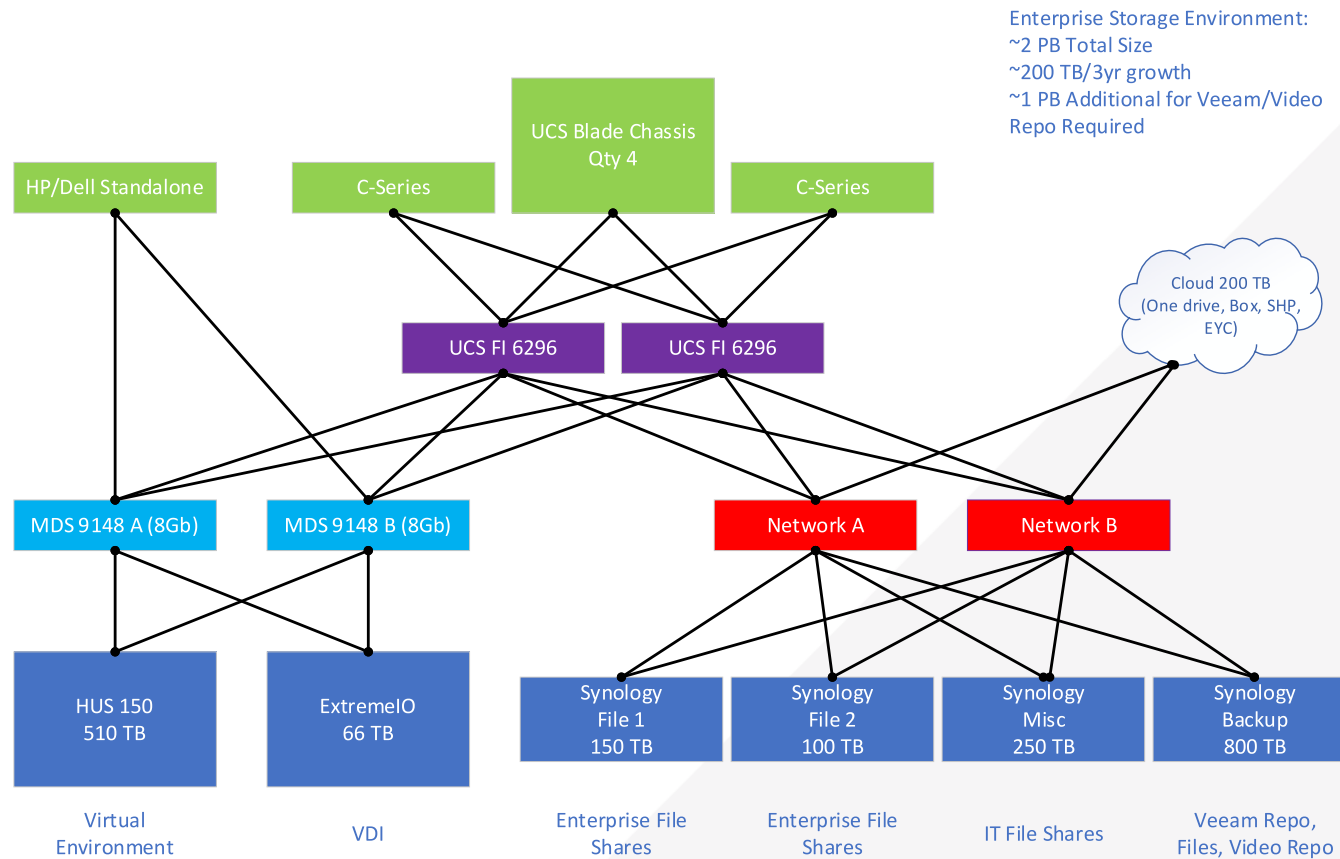 Enterprise Storage Environment:
~2 PB Total Size
~200 TB/3yr growth
~1 PB Additional for Veeam/Video
Repo Required
UCS Blade Chassis
Qty 4
HP/Dell Standalone
C-Series
C-Series
Cloud 200 TB
(One drive, Box, SHP,
EYC)
UCS FI 6296
UCS FI 6296
MDS 9148 A (8Gb)
MDS 9148 B (8Gb)
Network A
Network B
HUS 150
510 TB
ExtremeIO
66 TB
Synology
File 1
150 TB
Synology
File 2
100 TB
Synology
Misc
250 TB
Synology
Backup
800 TB
Virtual
Environment
VDI
Enterprise File
Shares
Enterprise File
Shares
IT File Shares
Veeam Repo,
Files, Video Repo